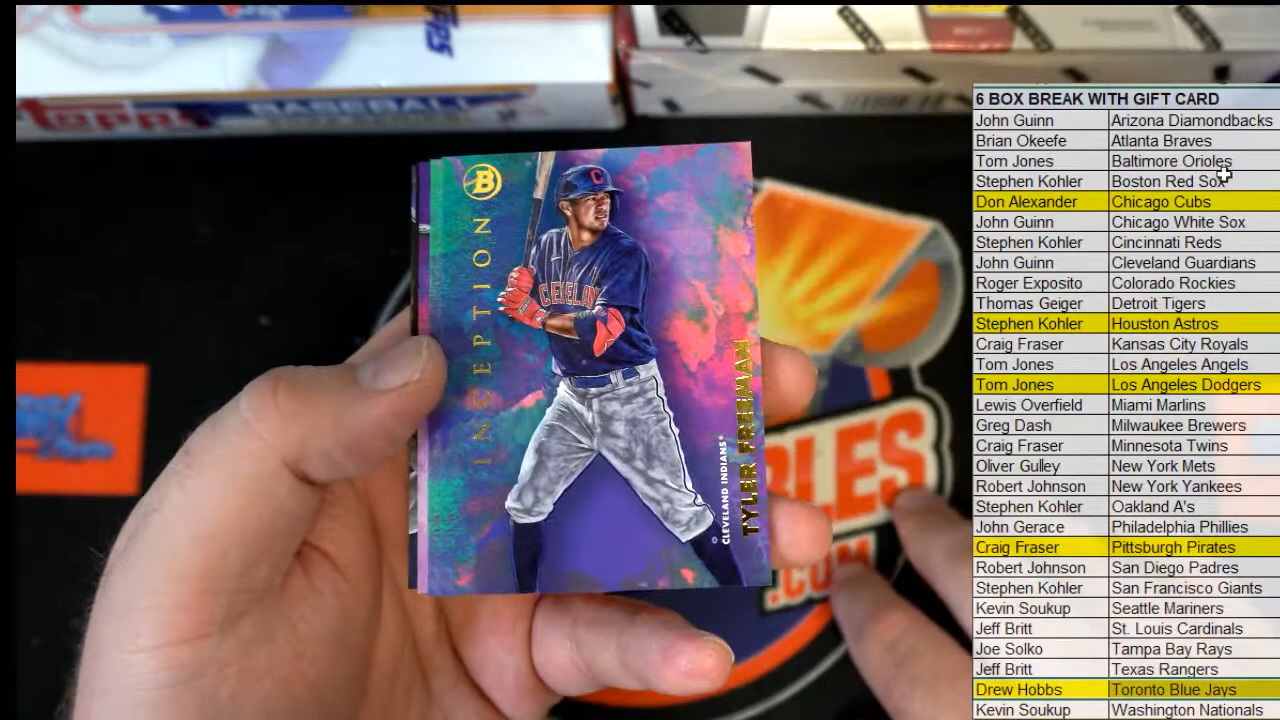 Topps
topps
BASEBALL
B
INCEPTION
C
CLEVELAND INDIANS
TYLER FREEMAN
BLES
.COM
6 BOX BREAK WITH GIFT CARD
John Guinn Arizona Diamondbacks
Brian Okeefe Atlanta Braves
Tom Jones Baltimore Orioles
Stephen Kohler Boston Red Sox
Don Alexander Chicago Cubs
John Guinn Chicago White Sox
Stephen Kohler Cincinnati Reds
John Guinn Cleveland Guardians
Roger Exposito Colorado Rockies
Thomas Geiger Detroit Tigers
Stephen Kohler Houston Astros
Craig Fraser Kansas City Royals
Tom Jones Los Angeles Angels
Tom Jones Los Angeles Dodgers
Lewis Overfield Miami Marlins
Greg Dash Milwaukee Brewers
Craig Fraser Minnesota Twins
Oliver Gulley New York Mets
Robert Johnson New York Yankees
Stephen Kohler Oakland A's
John Gerace Philadelphia Phillies
Craig Fraser Pittsburgh Pirates
Robert Johnson San Diego Padres
Stephen Kohler San Francisco Giants
Kevin Soukup Seattle Mariners
Jeff Britt St. Louis Cardinals
Joe Solko Tampa Bay Rays
Jeff Britt Texas Rangers
Drew Hobbs Toronto Blue Jays
Kevin Soukup Washington Nationals